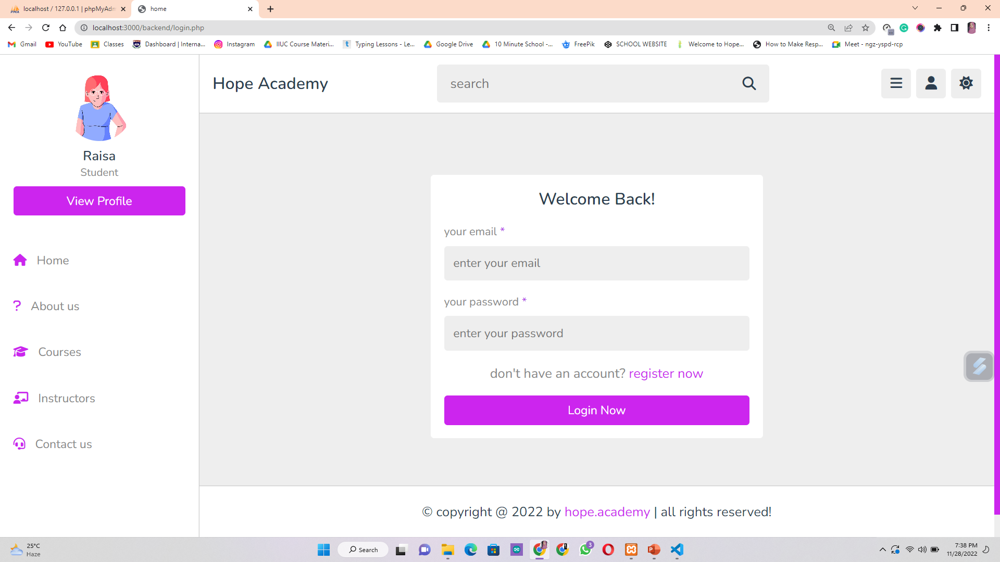 localhost / 127.0.0.1 | phpMyAdn
home
localhost:3000/backend/login.php
Gmail
YouTube
Classes
Dashboard | Interna...
Instagram
IIUC Course Materi...
Typing Lessons - Le...
Google Drive
10 Minute School -...
FreePik
SCHOOL WEBSITE
Welcome to Hope...
How to Make Resp...
Meet - ngz-yspd-rcp
Hope Academy
search
Raisa
Student
View Profile
Home
About us
Courses
Instructors
Contact us
Welcome Back!
your email *
enter your email
your password *
enter your password
don't have an account? register now
Login Now
© copyright @ 2022 by hope.academy | all rights reserved!
25°C
Haze
Search
3
7:38 PM
11/28/2022